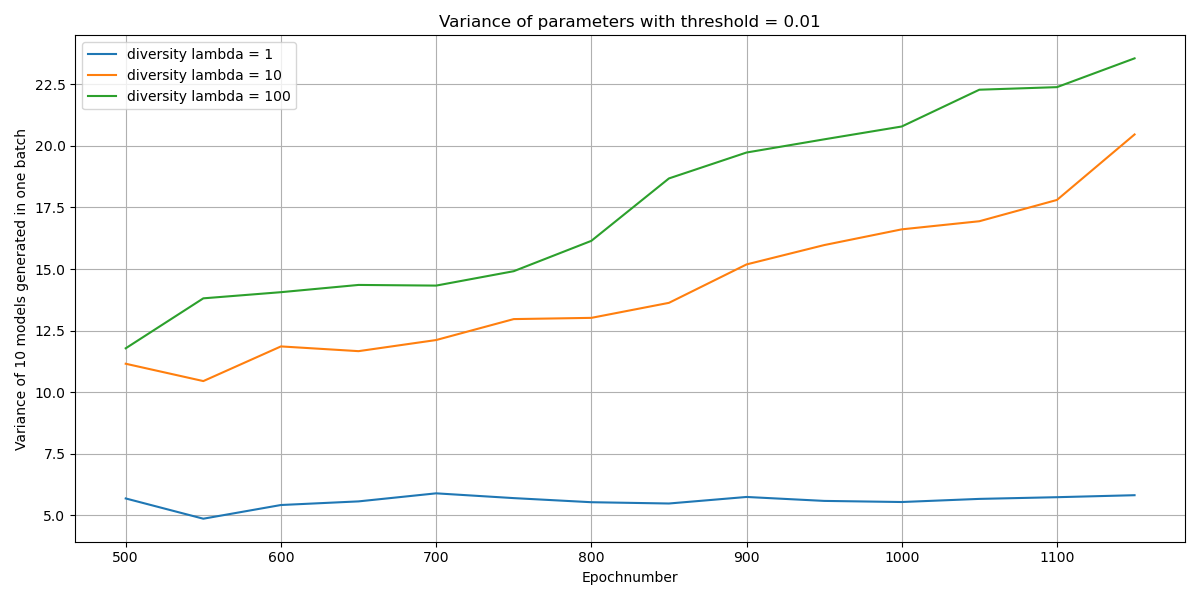 Variance of parameters with threshold = 0.01
diversity lambda = 1
diversity lambda = 10
diversity lambda = 100
Variance of 10 models generated in one batch
22.5
20.0
17.5
15.0
12.5
10.0
7.5
5.0
500 600 700 800 900 1000 1100
Epochnumber